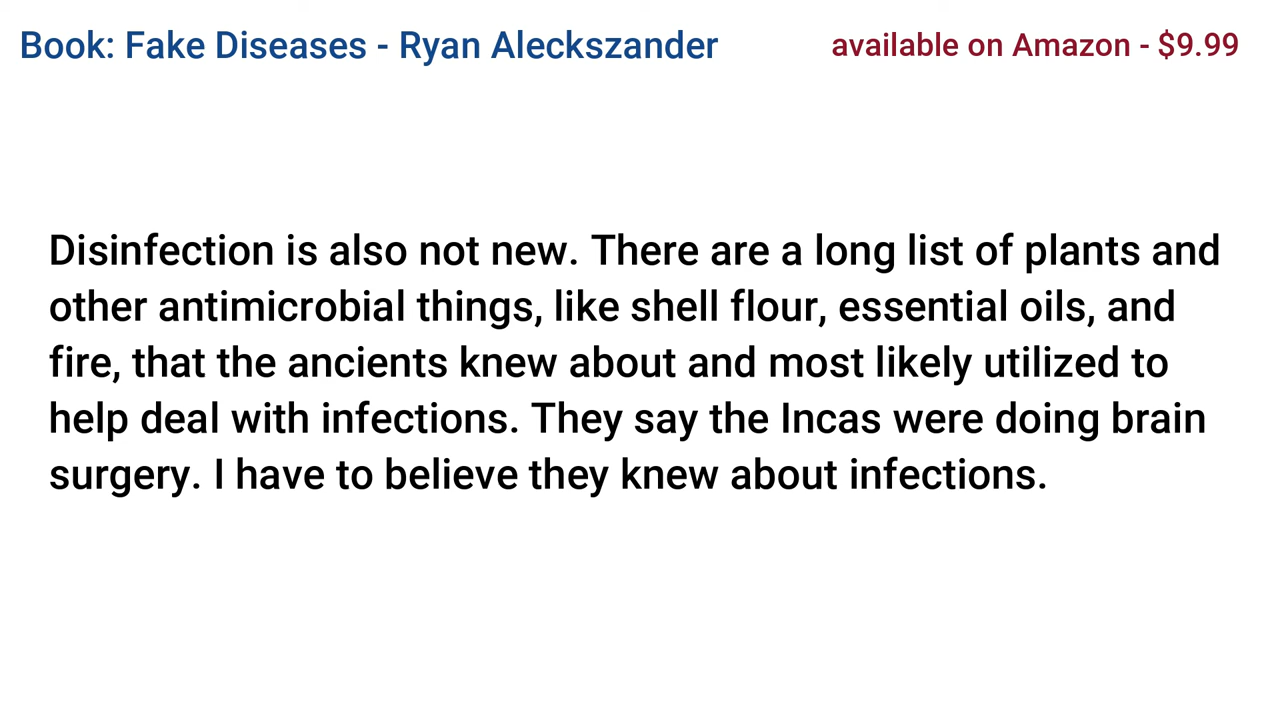 Book: Fake Diseases - Ryan Aleckszander
available on Amazon - $9.99
Disinfection is also not new. There are a long list of plants and
other antimicrobial things, like shell flour, essential oils, and
fire, that the ancients knew about and most likely utilized to
help deal with infections. They say the Incas were doing brain
surgery. I have to believe they knew about infections.